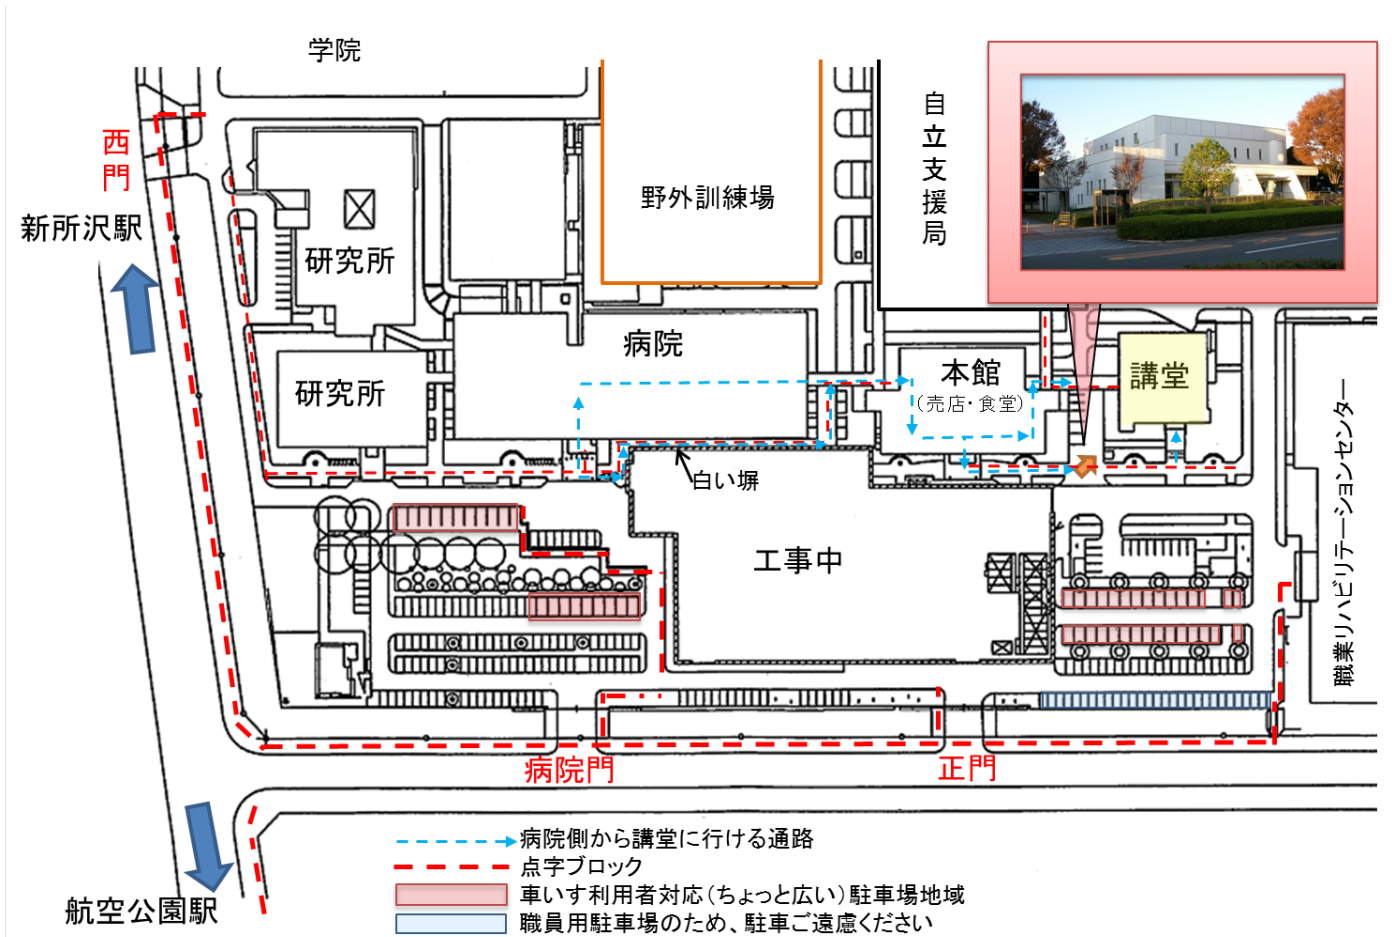 学院
西門
新所沢駅
研究所
研究所
野外訓練場
自立支援局
病院
本館
(売店・食堂)
講堂
白い塀
工事中
職業リハビリテーションセンター
病院門
正門
航空公園駅
病院側から講堂に行ける通路
点字ブロック
車いす利用者対応(ちょっと広い)駐車場地域
職員用駐車場のため、駐車ご遠慮ください